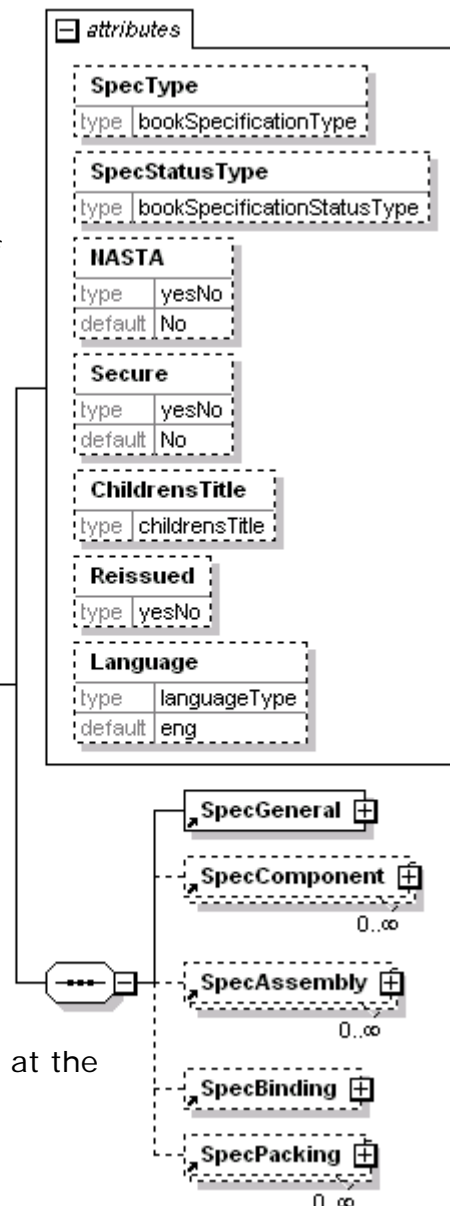 attributes
SpecType
type bookSpecificationType
SpecStatusType
type bookSpecificationStatusType
NASTA
type yesNo
default No
Secure
type yesNo
default No
ChildrensTitle
type childrensTitle
Reissued
type yesNo
Language
type languageType
default eng
SpecGeneral
SpecComponent
0..∞
SpecAssembly
0..∞
at the
SpecBinding
SpecPacking
0..∞